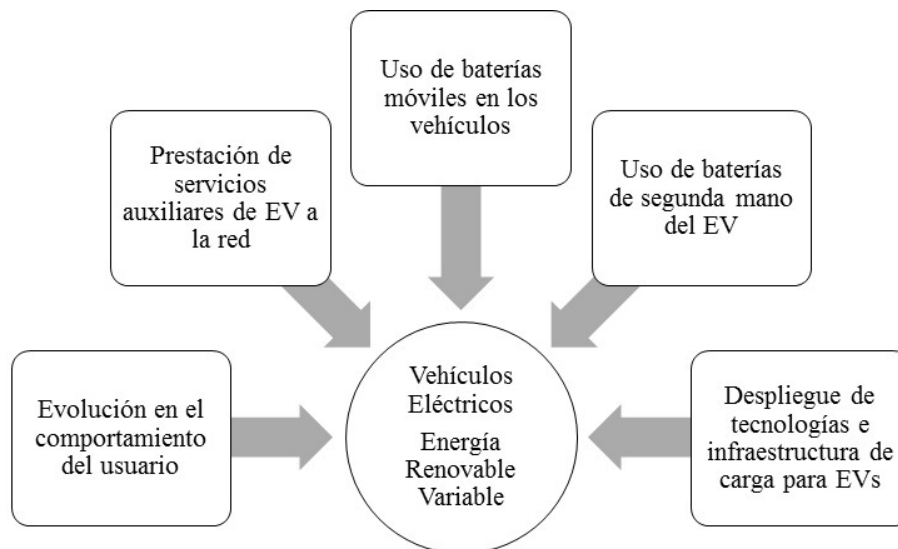 Uso de baterías
móviles en los
vehículos
Prestación de
servicios
auxiliares de EV a
la red
Uso de baterías
de segunda mano
del EV
Evolución en el
comportamiento
del usuario
Vehículos
Eléctricos
Energía
Renovable
Variable
Despliegue de
tecnologías e
infraestructura de
carga para EVs